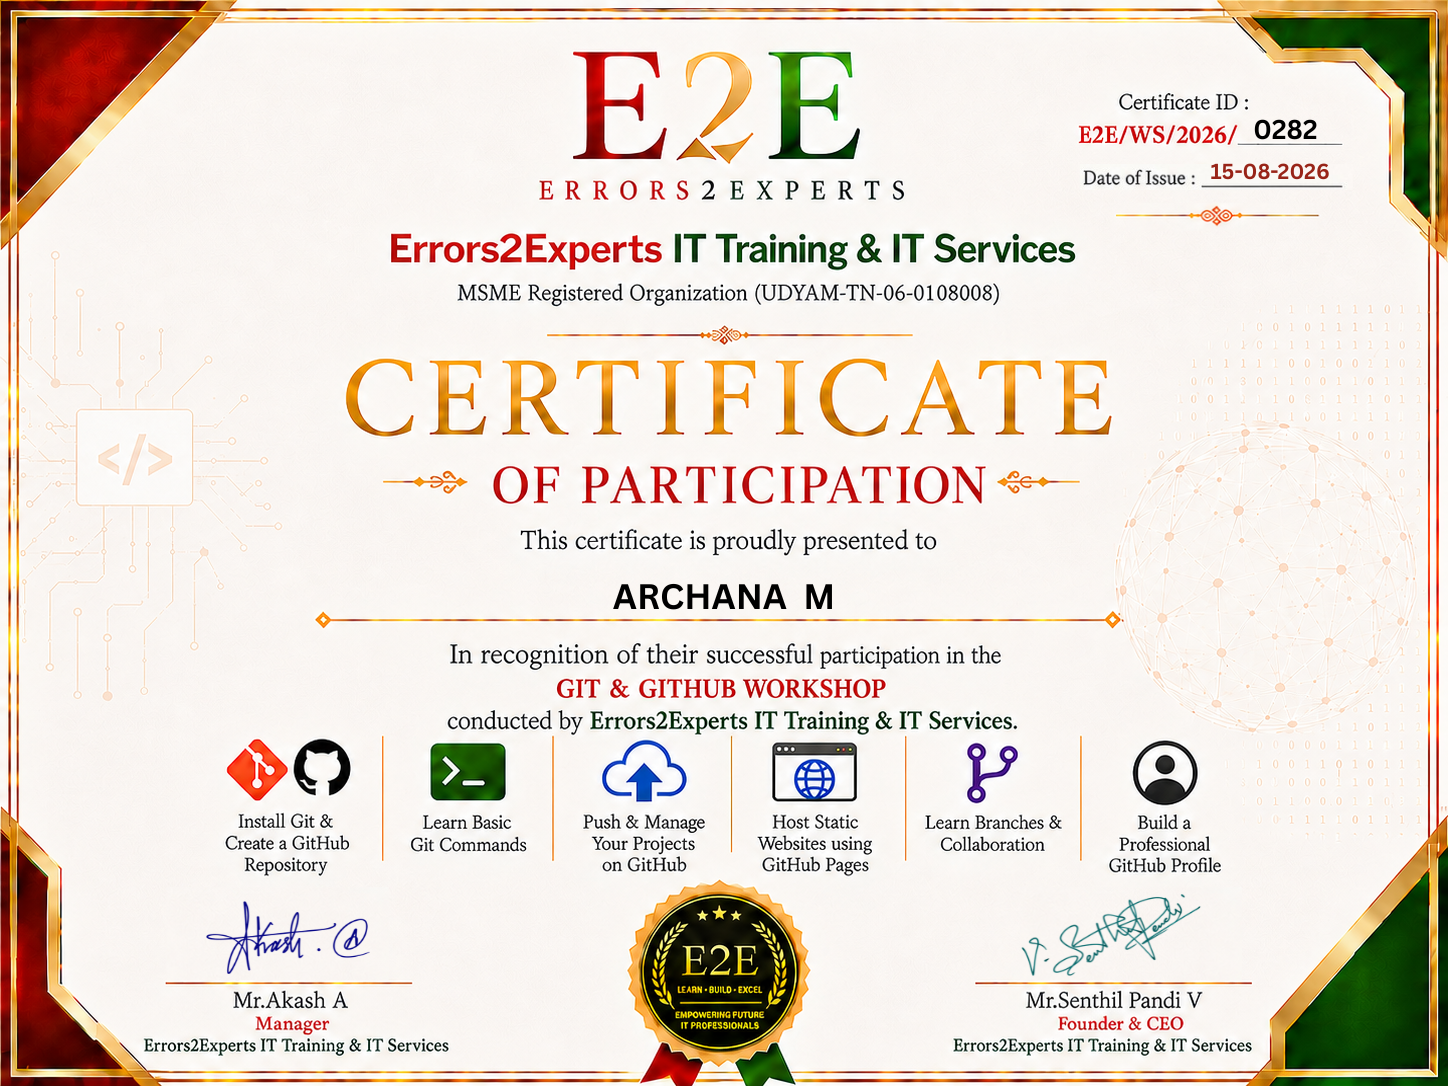 E2E
ERRORS2EXPERTS
Certificate ID :
E2E/WS/2026/ 0282
Date of Issue : 15-08-2026
Errors2Experts IT Training & IT Services
MSME Registered Organization (UDYAM-TN-06-0108008)
CERTIFICATE
OF PARTICIPATION
This certificate is proudly presented to
ARCHANA M
In recognition of their successful participation in the
GIT & GITHUB WORKSHOP
conducted by Errors2Experts IT Training & IT Services.
</>
Install Git &
Create a GitHub
Repository
Learn Basic
Git Commands
Push & Manage
Your Projects
on GitHub
Host Static
Websites using
GitHub Pages
Learn Branches &
Collaboration
Build a
Professional
GitHub Profile
Akash . A
Mr.Akash A
Manager
Errors2Experts IT Training & IT Services
E2E
LEARN • BUILD • EXCEL
EMPOWERING FUTURE
IT PROFESSIONALS
V. Senthil Pandi
Mr.Senthil Pandi V
Founder & CEO
Errors2Experts IT Training & IT Services